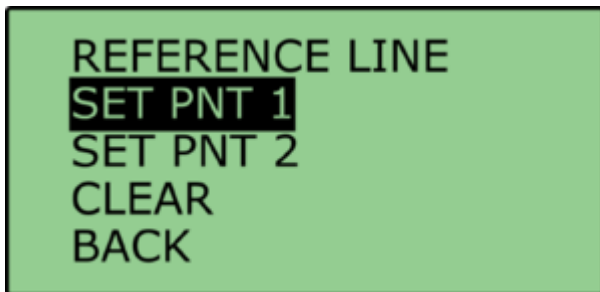 REFERENCE LINE
SET PNT 1
SET PNT 2
CLEAR
BACK